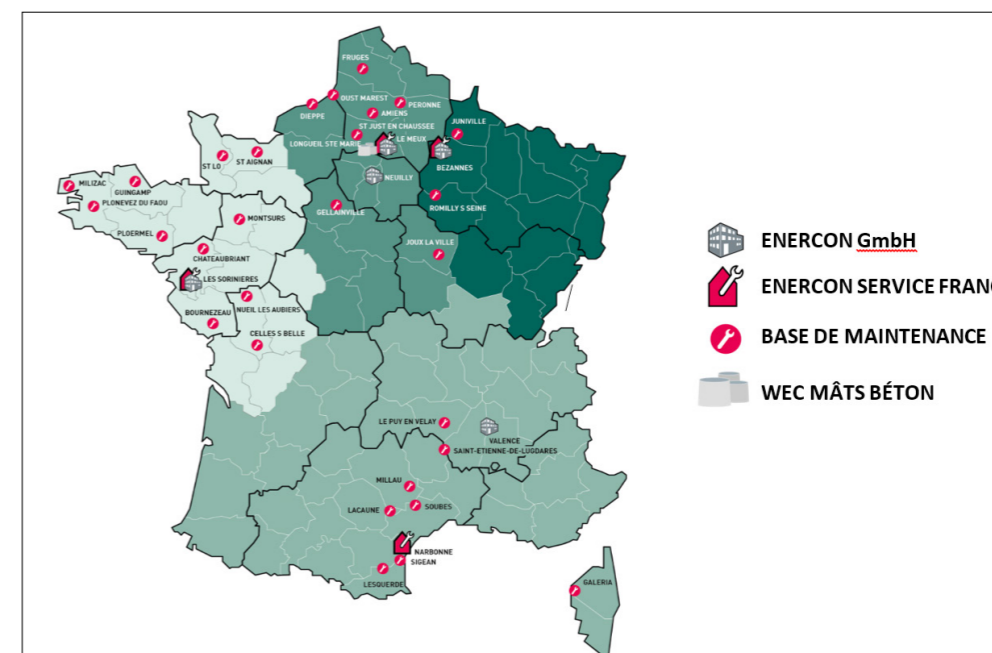 FRUGES
OUST MAREST
PERONNE
DIEPPE
AMIENS
JUNIVILLE
ST JUST EN CHAUSSEE
LE MEUX
LONGUEIL STE MARIE
ST LO
ST AIGNAN
BEZANNES
NEUILLY
MILIZAC
GUINGAMP
PLONEVEZ DU FAOU
ROMILLY S SEINE
GELLAINVILLE
MONTSURS
PLOERMEL
JOUX LA VILLE
CHATEAUBRIANT
LES SORINIERES
NUEIL LES AUBIERS
BOURNEZEAU
CELLES S BELLE
LE PUY EN VELAY
VALENCE
SAINT-ETIENNE-DE-LUGDARES
MILLAU
LACAUNE
SOUBES
NARBONNE
SIGEAN
LESQUERDE
GALERIA
ENERCON GmbH
ENERCON SERVICE FRANC
BASE DE MAINTENANCE
WEC MÂTS BÉTON